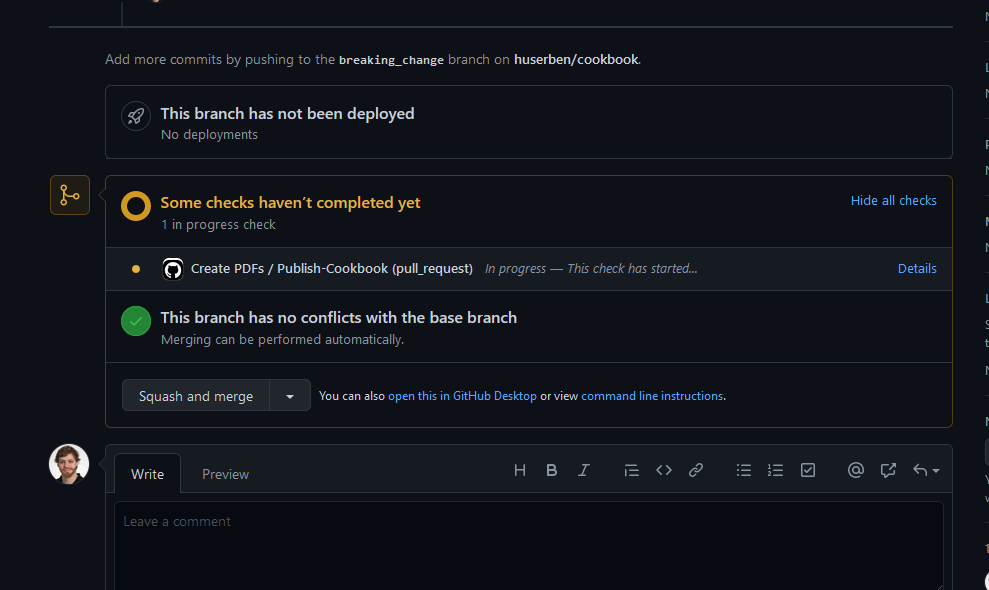 Add more commits by pushing to the breaking_change branch on huserben/cookbook.
This branch has not been deployed
No deployments
Some checks haven't completed yet
Hide all checks
1 in progress check
Create PDFs / Publish-Cookbook (pull_request) In progress — This check has started...
Details
This branch has no conflicts with the base branch
Merging can be performed automatically.
Squash and merge
You can also open this in GitHub Desktop or view command line instructions.
Write
Preview
H B I
Leave a comment